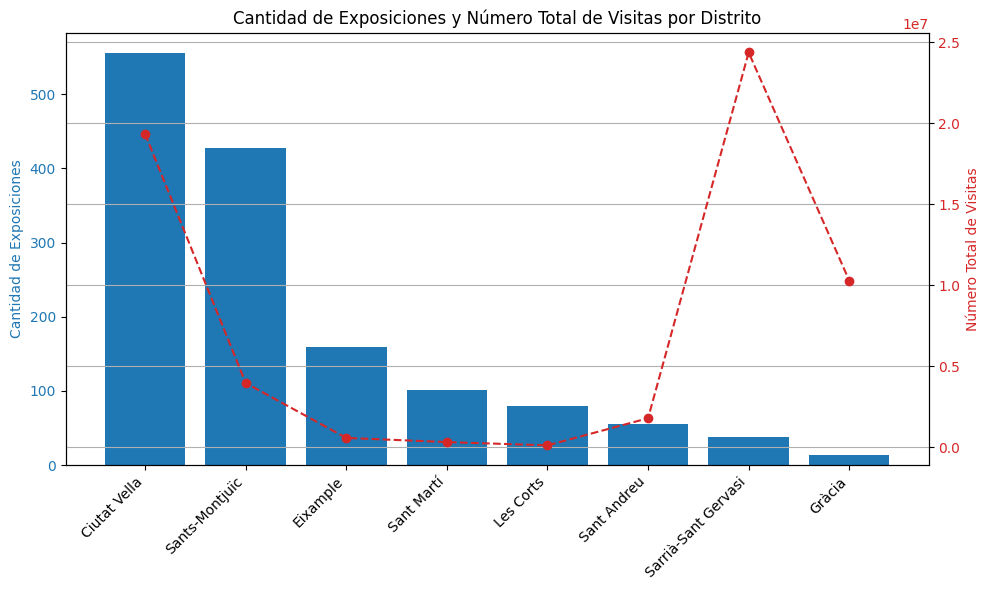 Cantidad de Exposiciones y Número Total de Visitas por Distrito
1e7
Cantidad de Exposiciones
500
400
300
200
100
0
2.5
2.0
1.5
1.0
0.5
0.0
Número Total de Visitas
Ciutat Vella
Sants-Montjuïc
Eixample
Sant Martí
Les Corts
Sant Andreu
Sarrià-Sant Gervasi
Gràcia